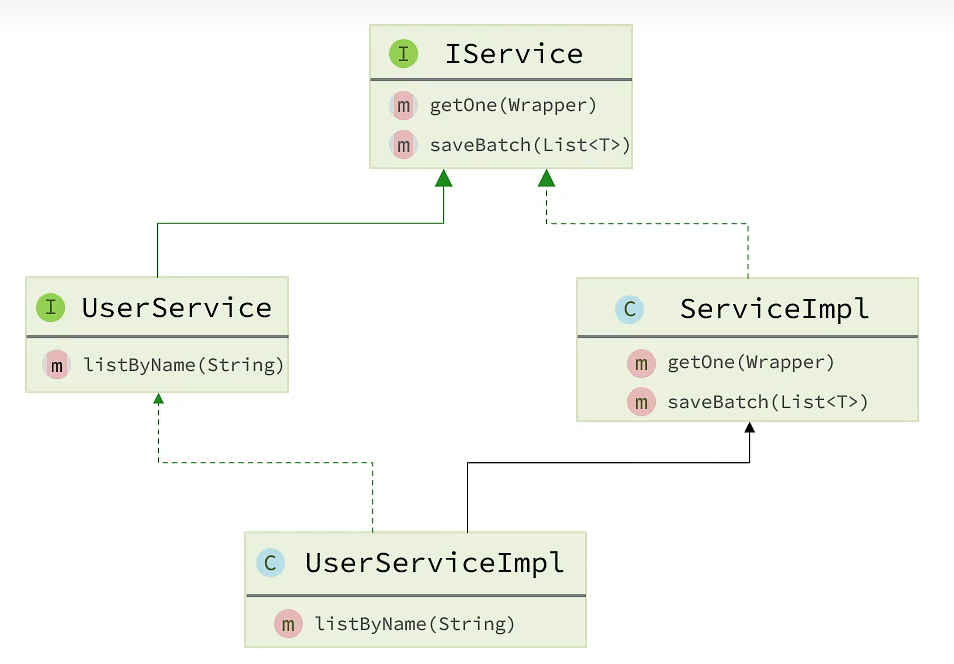 I IService
m getOne(Wrapper)
m saveBatch(List<T>)
I UserService
m listByName(String)
C ServiceImpl
m getOne(Wrapper)
m saveBatch(List<T>)
C UserServiceImpl
m listByName(String)